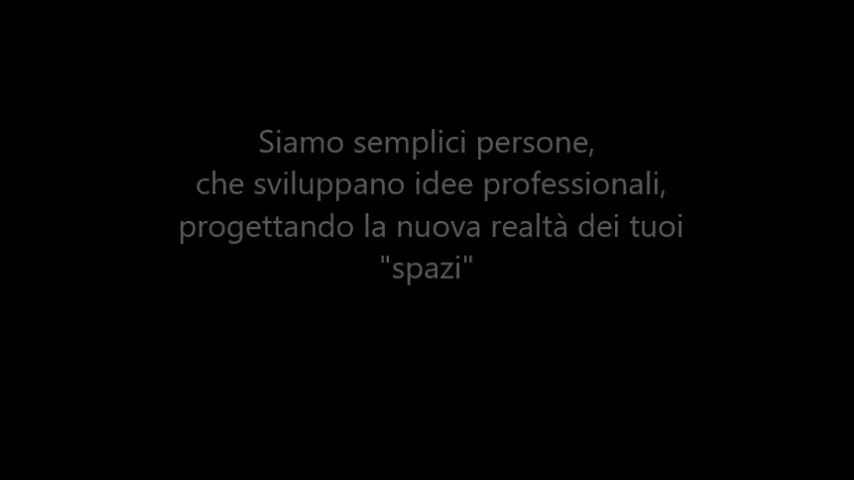 Siamo semplici persone,
che sviluppano idee professionali,
progettando la nuova realtà dei tuoi
"spazi"